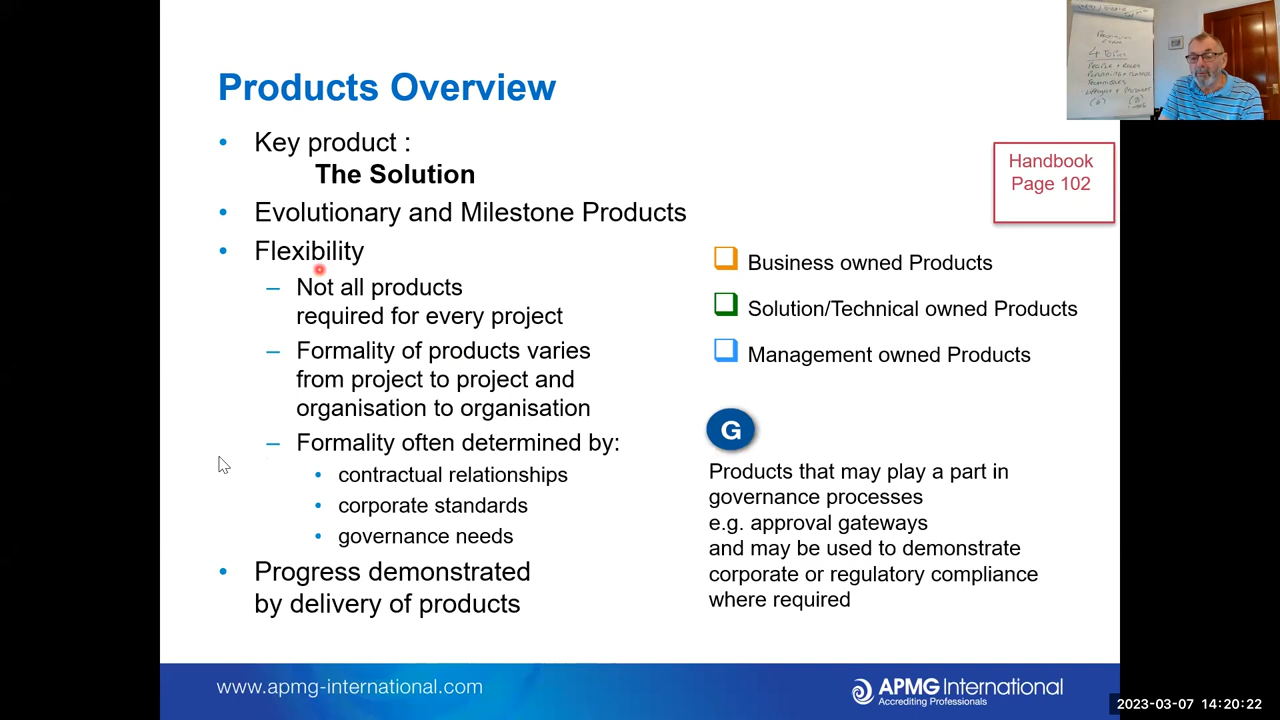 Products Overview
• Key product :
The Solution
• Evolutionary and Milestone Products
• Flexibility
– Not all products
required for every project
– Formality of products varies
from project to project and
organisation to organisation
– Formality often determined by:
• contractual relationships
• corporate standards
• governance needs
• Progress demonstrated
by delivery of products
Handbook
Page 102
Business owned Products
Solution/Technical owned Products
Management owned Products
G
Products that may play a part in
governance processes
e.g. approval gateways
and may be used to demonstrate
corporate or regulatory compliance
where required
4 Topics
www.apmg-international.com
APMG International
Accrediting Professionals
2023-03-07 14:20:22